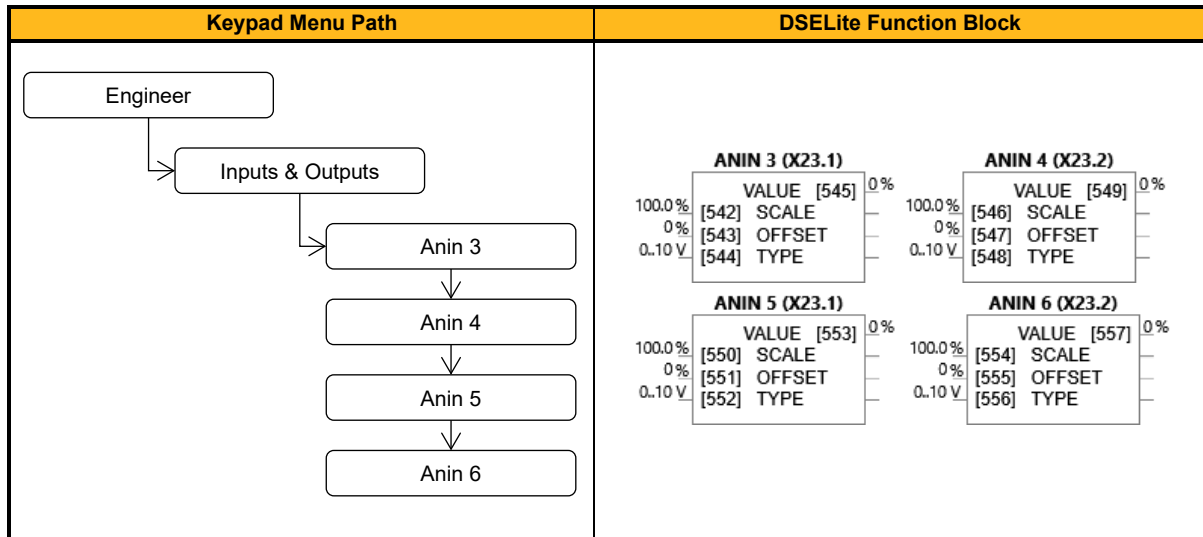 Keypad Menu Path
DSELite Function Block
Engineer
Inputs & Outputs
Anin 3
Anin 4
Anin 5
Anin 6
ANIN 3 (X23.1)
VALUE [545] 0 %
100.0 % [542] SCALE
0 % [543] OFFSET
0..10 V [544] TYPE
ANIN 4 (X23.2)
VALUE [549] 0 %
100.0 % [546] SCALE
0 % [547] OFFSET
0..10 V [548] TYPE
ANIN 5 (X23.1)
VALUE [553] 0 %
100.0 % [550] SCALE
0 % [551] OFFSET
0..10 V [552] TYPE
ANIN 6 (X23.2)
VALUE [557] 0 %
100.0 % [554] SCALE
0 % [555] OFFSET
0..10 V [556] TYPE